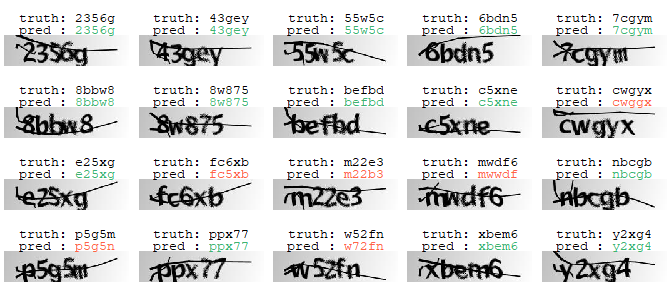 truth: 2356g truth: 43gey truth: 55w5c truth: 6bdn5 truth: 7cgym
pred : 2356g pred : 43gey pred : 55w5c pred : 6bdn5 pred : 7cgym
2356g 43gey 55w5c 6bdn5 7cgym
truth: 8bbw8 truth: 8w875 truth: befbd truth: c5xne truth: cwgyx
pred : 8bbw8 pred : 8w875 pred : befbd pred : c5xne pred : cwggx
8bbw8 8w875 befbd c5xne cwgyx
truth: e25xg truth: fc6xb truth: m22e3 truth: mwdf6 truth: nbcgb
pred : e25xg pred : fc5xb pred : m22b3 pred : mwwdf pred : nbcgb
e25xg fc6xb m22e3 mwdf6 nbcgb
truth: p5g5m truth: ppx77 truth: w52fn truth: xbem6 truth: y2xg4
pred : p5g5n pred : ppx77 pred : w72fn pred : xbem6 pred : y2xg4
p5g5m ppx77 w52fn xbem6 y2xg4